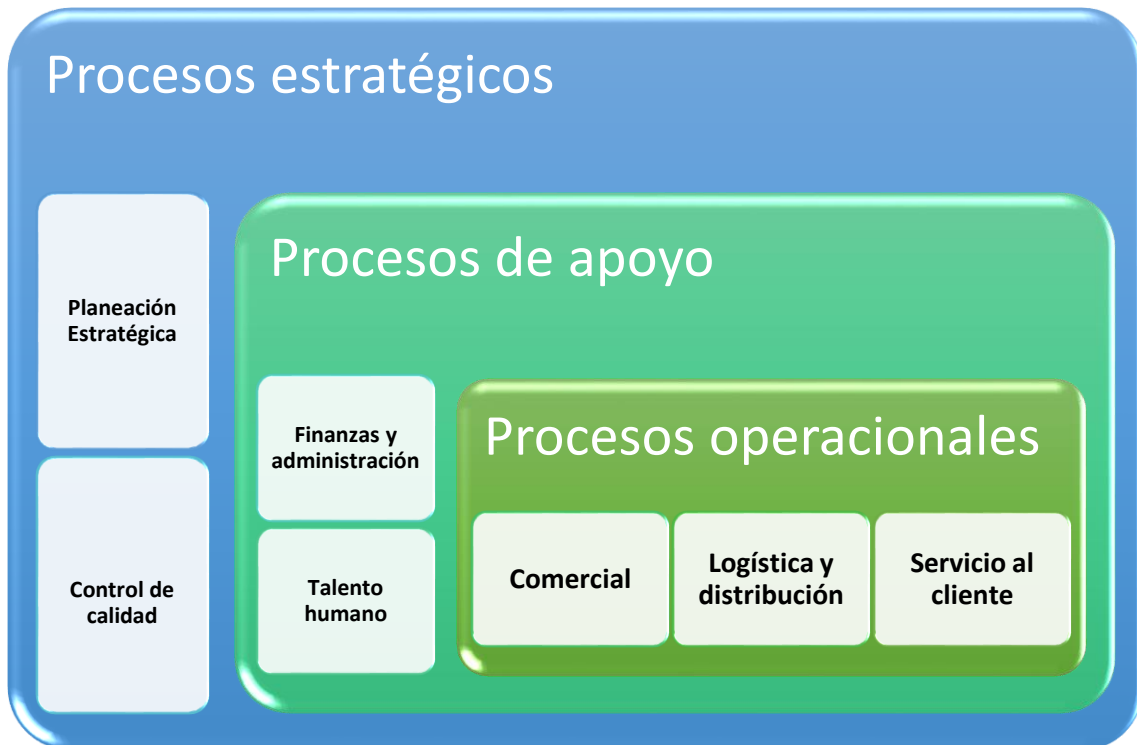 Procesos estratégicos
Planeación
Estratégica
Control de
calidad
Procesos de apoyo
Finanzas y
administración
Talento
humano
Procesos operacionales
Comercial
Logística y
distribución
Servicio al
cliente